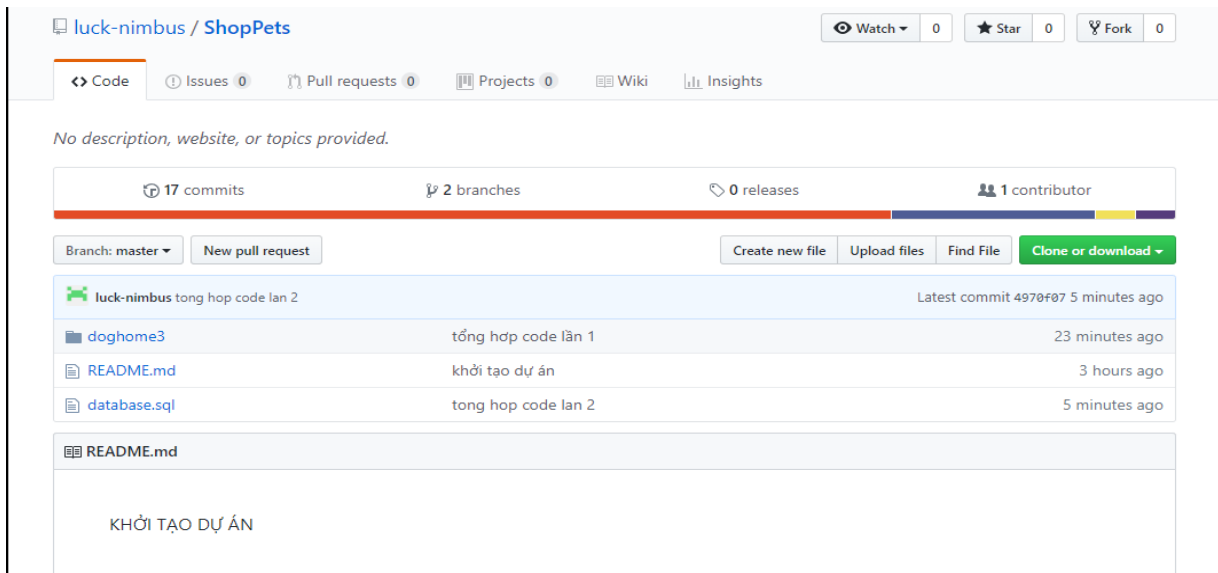 luck-nimbus / ShopPets
Watch 0 Star 0 Fork 0
Code Issues 0 Pull requests 0 Projects 0 Wiki Insights
No description, website, or topics provided.
17 commits 2 branches 0 releases 1 contributor
Branch: master New pull request Create new file Upload files Find File Clone or download
luck-nimbus tong hop code lan 2 Latest commit 4970f07 5 minutes ago
doghome3 tổng hợp code lần 1 23 minutes ago
README.md khởi tạo dự án 3 hours ago
database.sql tong hop code lan 2 5 minutes ago
README.md
KHỞI TẠO DỰ ÁN